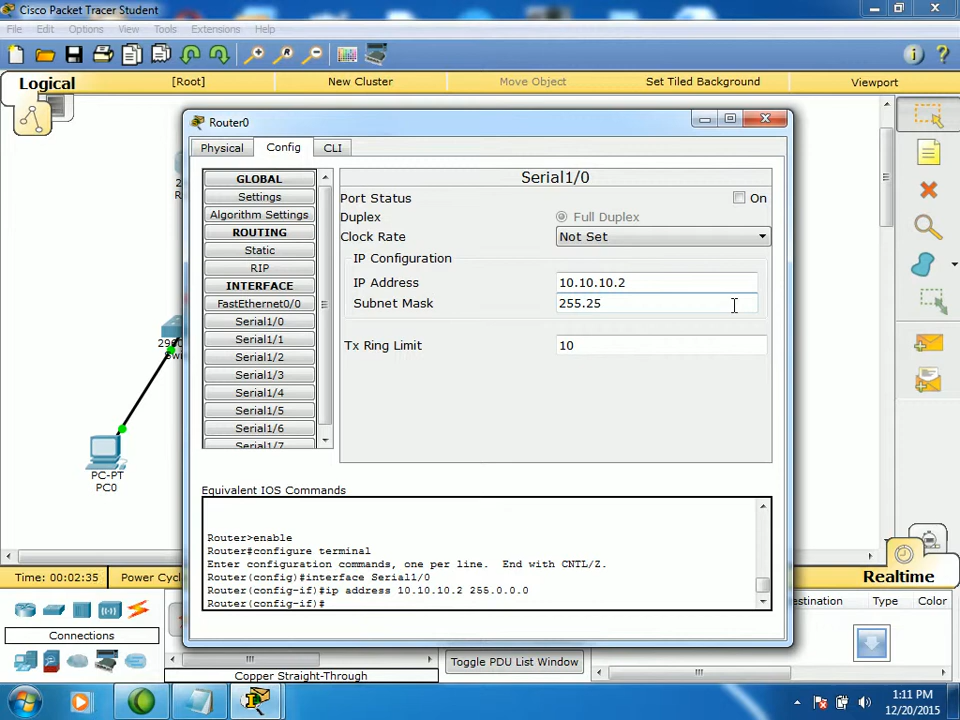 Cisco Packet Tracer Student
File Edit Options View Tools Extensions Help
Logical [Root] New Cluster Move Object Set Tiled Background Viewport
Router0
Physical Config CLI
GLOBAL
Settings
Algorithm Settings
ROUTING
Static
RIP
INTERFACE
FastEthernet0/0
Serial1/0
Serial1/1
Serial1/2
Serial1/3
Serial1/4
Serial1/5
Serial1/6
Serial1/7
Serial1/0
Port Status On
Duplex Full Duplex
Clock Rate Not Set
IP Configuration
IP Address 10.10.10.2
Subnet Mask 255.25
Tx Ring Limit 10
PC-PT
PC0
Equivalent IOS Commands
Router>enable
Router#configure terminal
Enter configuration commands, one per line. End with CNTL/Z.
Router(config)#interface Serial1/0
Router(config-if)#ip address 10.10.10.2 255.0.0.0
Router(config-if)#
Time: 00:02:35 Power Cycl
Realtime
Connections
Copper Straight-Through
Toggle PDU List Window
Type Color
1:11 PM
12/20/2015